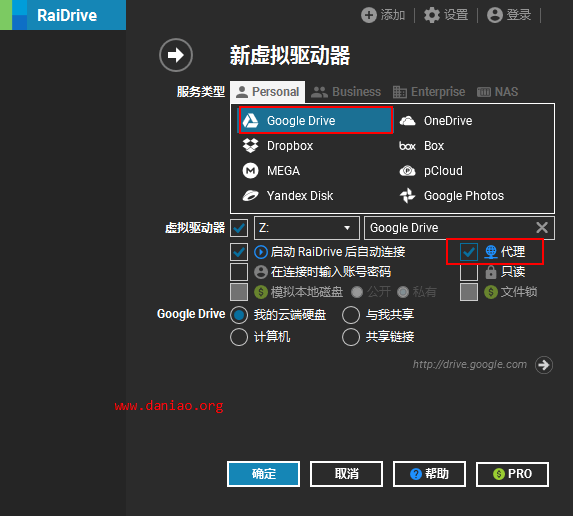 RaiDrive
添加 设置 登录
新虚拟驱动器
服务类型 Personal Business Enterprise NAS
Google Drive OneDrive
Dropbox box Box
MEGA pCloud
Yandex Disk Google Photos
虚拟驱动器 Z: Google Drive
启动 RaiDrive 后自动连接 代理
在连接时输入账号密码 只读
模拟本地磁盘 公开 私有 文件锁
Google Drive 我的云端硬盘 与我共享
计算机 共享链接
http://drive.google.com
www.daniao.org
确定 取消 帮助 PRO